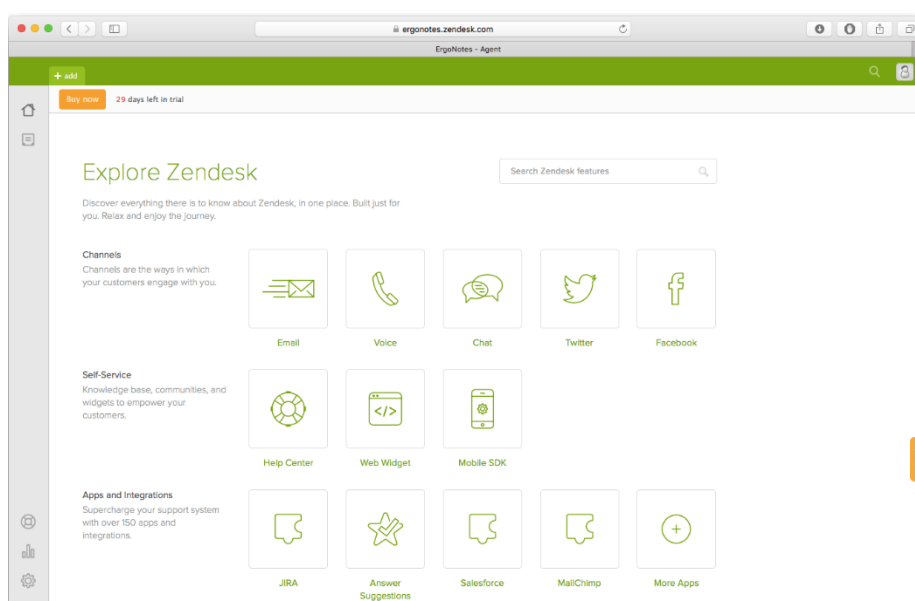 ergonotes.zendesk.com
ErgoNotes - Agent
+ add
Buy now 29 days left in trial
Explore Zendesk
Search Zendesk features
Discover everything there is to know about Zendesk, in one place. Built just for
you. Relax and enjoy the journey.
Channels
Channels are the ways in which
your customers engage with you.
Email Voice Chat Twitter Facebook
Self-Service
Knowledge base, communities, and
widgets to empower your
customers.
</>
Help Center Web Widget Mobile SDK
Apps and Integrations
Supercharge your support system
with over 150 apps and
integrations.
JIRA Answer Salesforce MailChimp More Apps
Suggestions